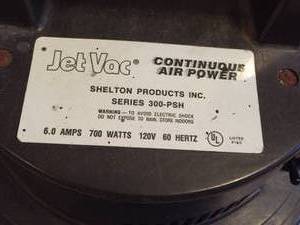 Jet Vac CONTINUOUS
AIR POWER
SHELTON PRODUCTS INC.
SERIES 300-PSH
WARNING—TO AVOID ELECTRIC SHOCK
DO NOT EXPOSE TO RAIN, STORE INDOORS
6.0 AMPS 700 WATTS 120V 60 HERTZ UL LISTED